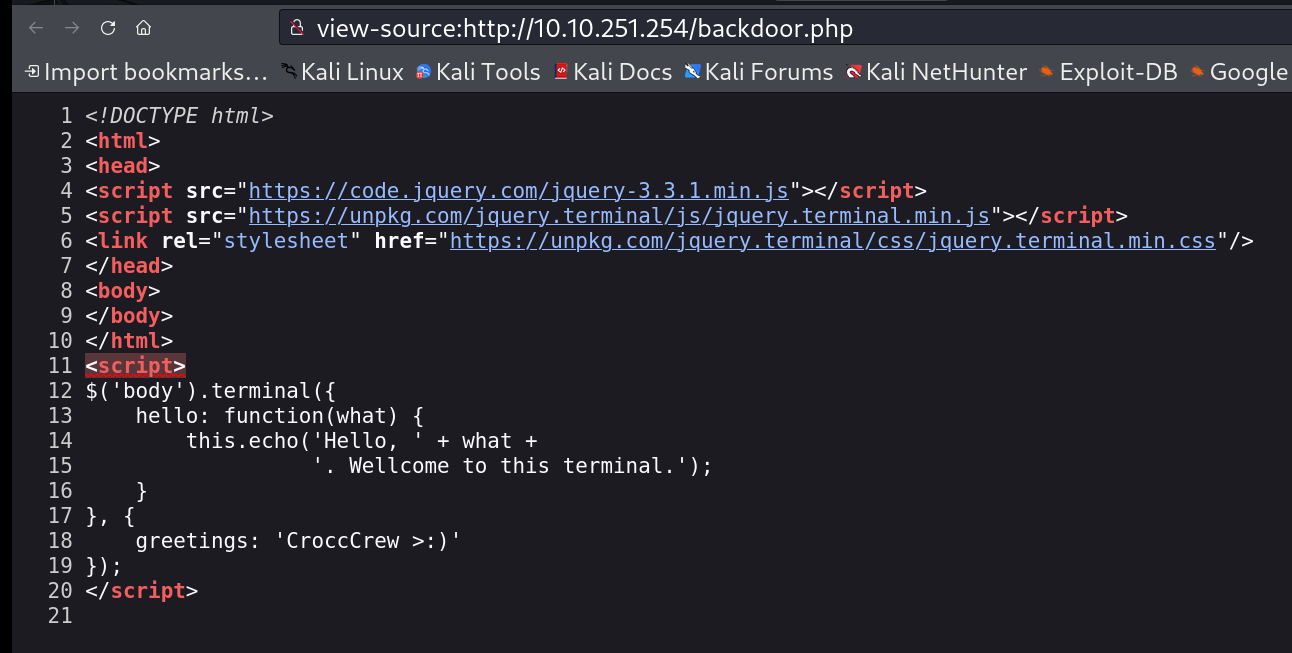 view-source:http://10.10.251.254/backdoor.php
Import bookmarks... Kali Linux Kali Tools Kali Docs Kali Forums Kali NetHunter Exploit-DB Google
1 <!DOCTYPE html>
2 <html>
3 <head>
4 <script src="https://code.jquery.com/jquery-3.3.1.min.js"></script>
5 <script src="https://unpkg.com/jquery.terminal/js/jquery.terminal.min.js"></script>
6 <link rel="stylesheet" href="https://unpkg.com/jquery.terminal/css/jquery.terminal.min.css"/>
7 </head>
8 <body>
9 </body>
10 </html>
11 <script>
12 $('body').terminal({
13     hello: function(what) {
14         this.echo('Hello, ' + what +
15                   '. Wellcome to this terminal.');
16     }
17 }, {
18     greetings: 'CroccCrew >:)'
19 });
20 </script>
21